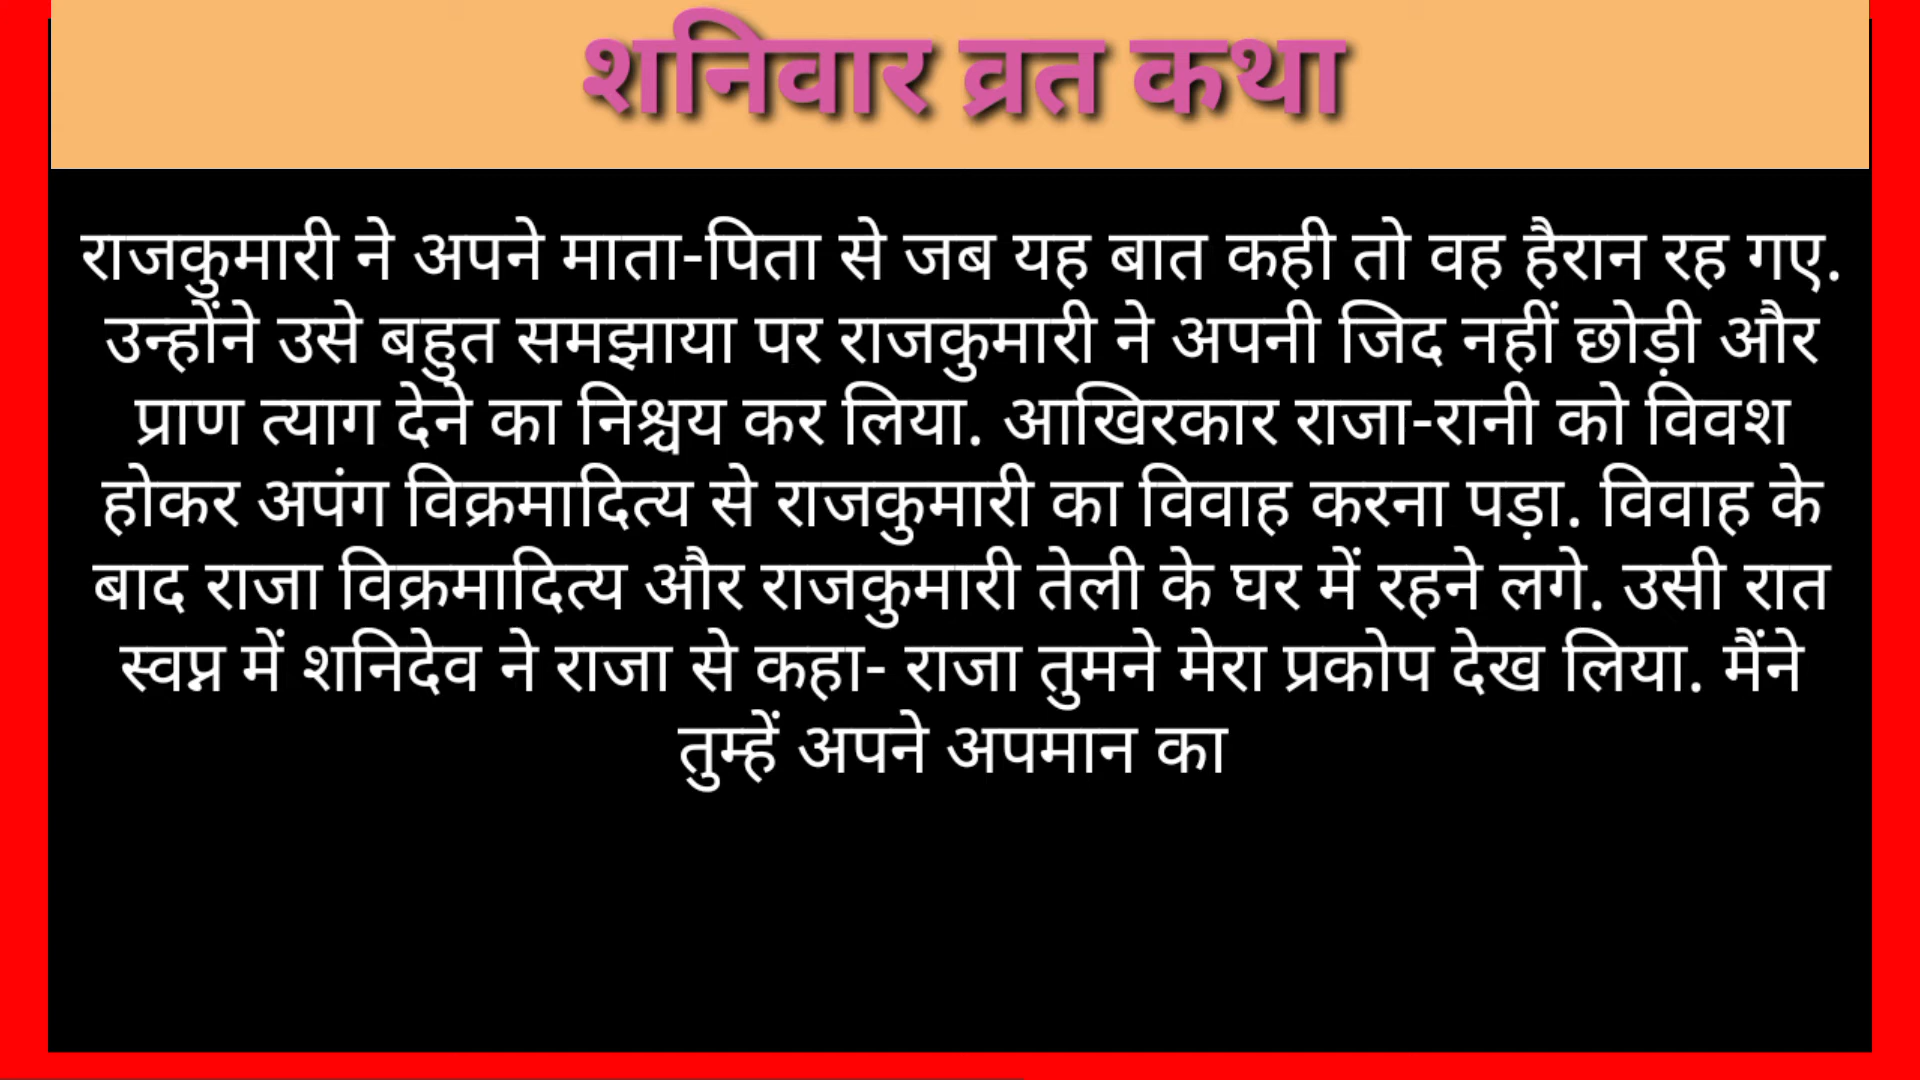 शनिवार व्रत कथा
राजकुमारी ने अपने माता-पिता से जब यह बात कही तो वह हैरान रह गए.
उन्होंने उसे बहुत समझाया पर राजकुमारी ने अपनी जिद नहीं छोड़ी और
प्राण त्याग देने का निश्चय कर लिया. आखिरकार राजा-रानी को विवश
होकर अपंग विक्रमादित्य से राजकुमारी का विवाह करना पड़ा. विवाह के
बाद राजा विक्रमादित्य और राजकुमारी तेली के घर में रहने लगे. उसी रात
स्वप्न में शनिदेव ने राजा से कहा- राजा तुमने मेरा प्रकोप देख लिया. मैंने
तुम्हें अपने अपमान का